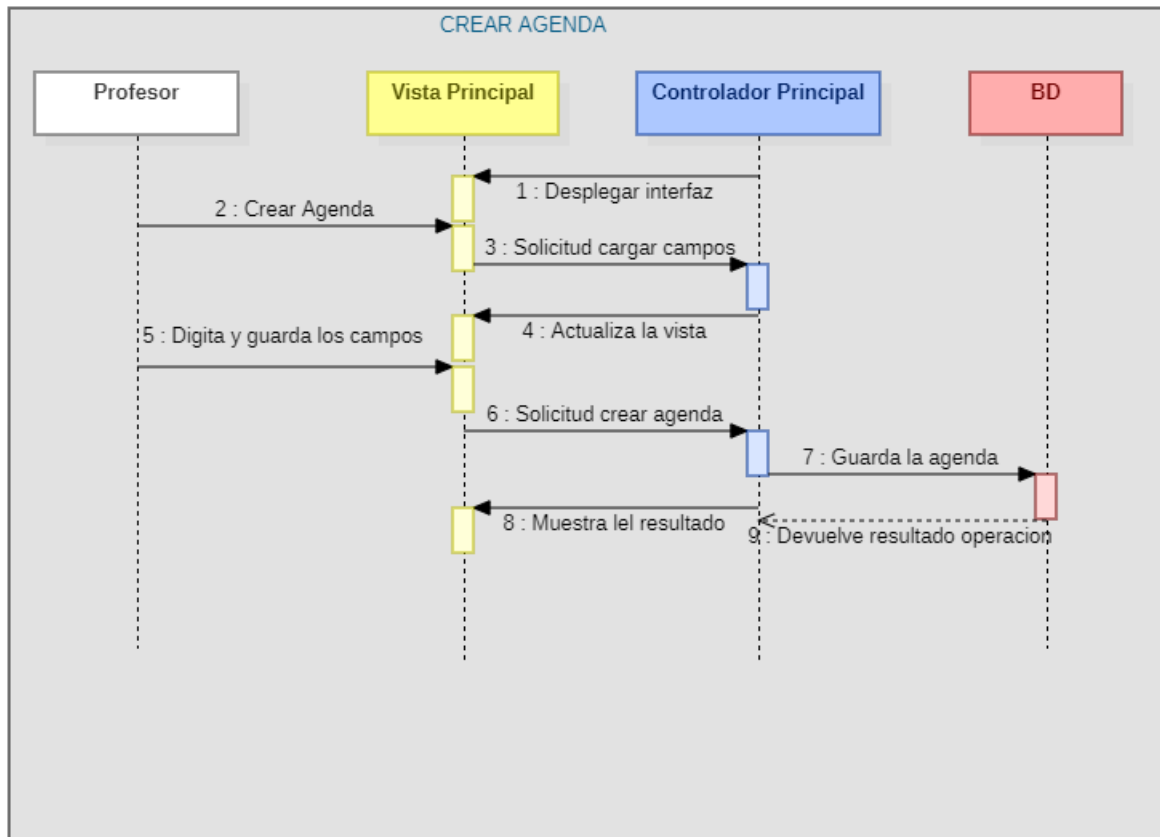 CREAR AGENDA
Profesor
Vista Principal
Controlador Principal
BD
1 : Desplegar interfaz
2 : Crear Agenda
3 : Solicitud cargar campos
4 : Actualiza la vista
5 : Digita y guarda los campos
6 : Solicitud crear agenda
7 : Guarda la agenda
8 : Muestra lel resultado
9 : Devuelve resultado operacion